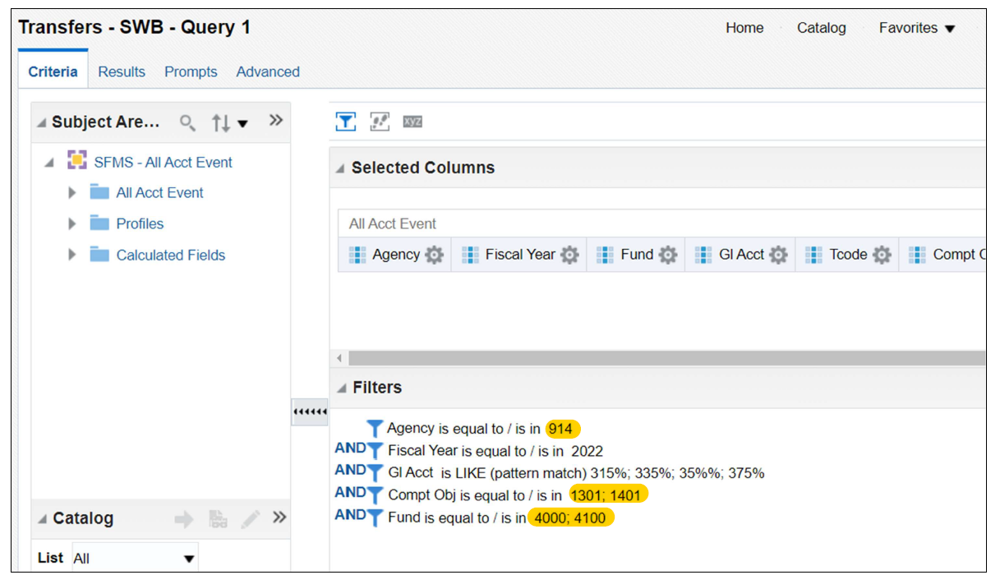 Transfers - SWB - Query 1
Home Catalog Favorites
Criteria Results Prompts Advanced
Subject Are...
SFMS - All Acct Event
All Acct Event
Profiles
Calculated Fields
xyz
Selected Columns
All Acct Event
Agency Fiscal Year Fund Gl Acct Tcode Compt O
Filters
Agency is equal to / is in 914
AND Fiscal Year is equal to / is in 2022
AND Gl Acct is LIKE (pattern match) 315%; 335%; 35%%; 375%
AND Compt Obj is equal to / is in 1301; 1401
AND Fund is equal to / is in 4000; 4100
Catalog
List All